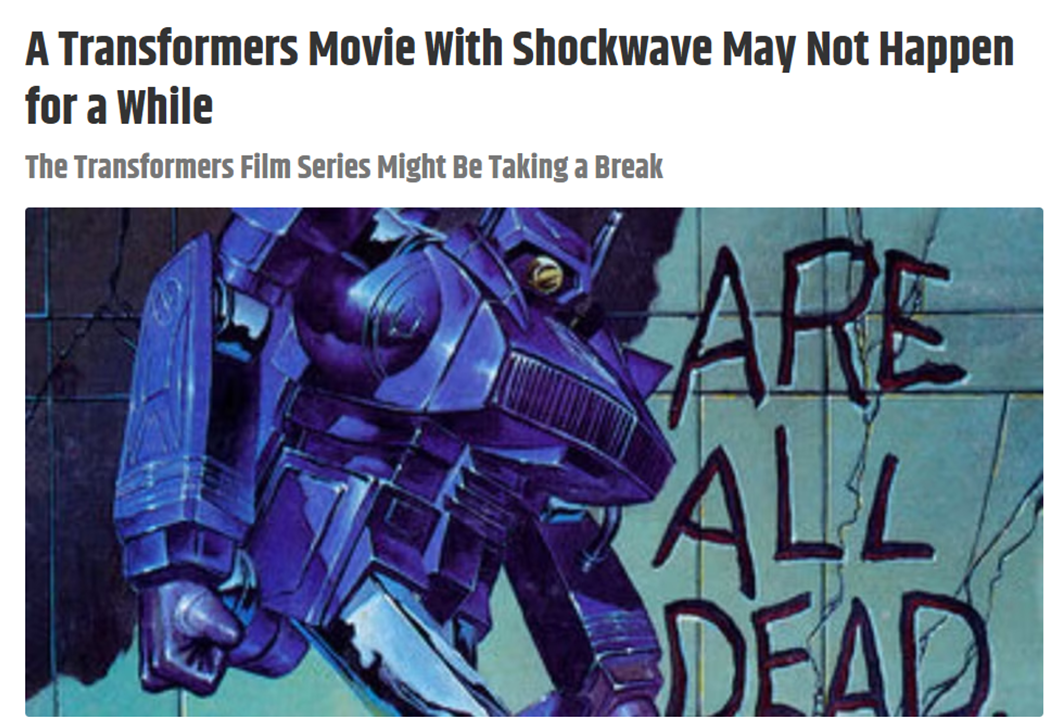 A Transformers Movie With Shockwave May Not Happen
for a While
The Transformers Film Series Might Be Taking a Break
ARE
ALL
DEAD.